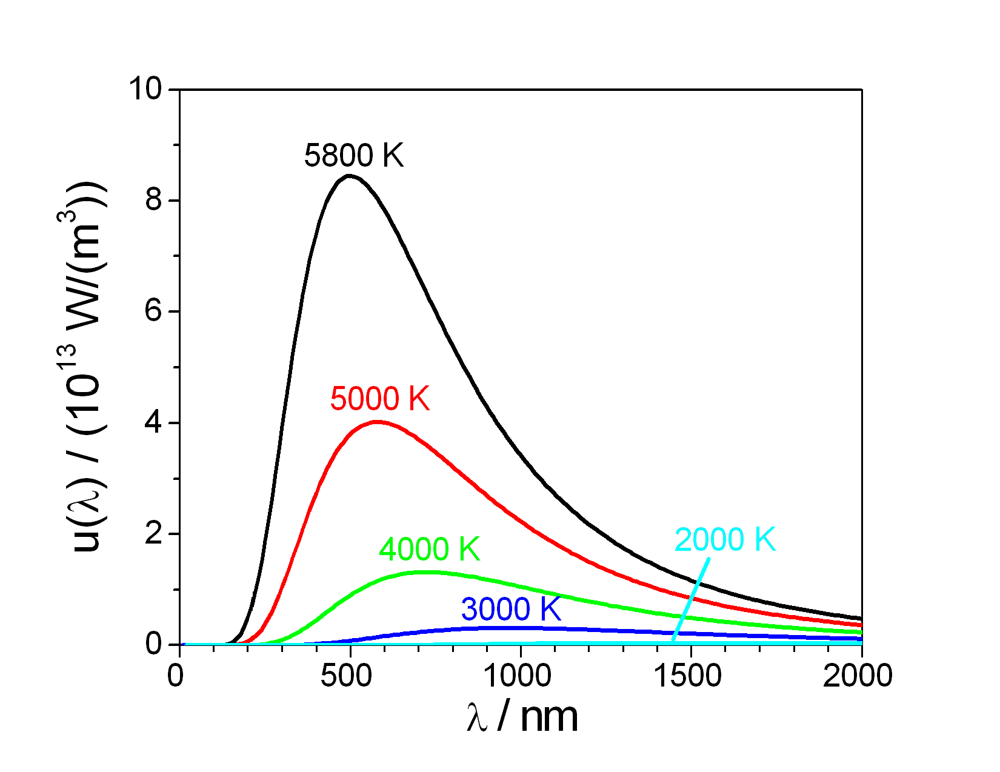 10
8
6
4
2
0
u(λ) / (10¹³ W/(m³))
5800 K
5000 K
4000 K
3000 K
2000 K
0 500 1000 1500 2000
λ / nm